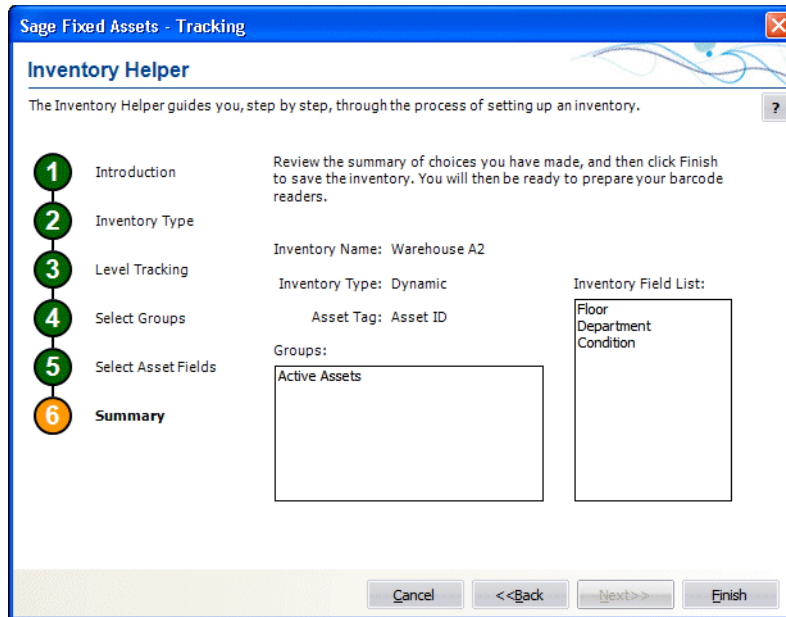 Sage Fixed Assets - Tracking
Inventory Helper
The Inventory Helper guides you, step by step, through the process of setting up an inventory.
?
1 Introduction
2 Inventory Type
3 Level Tracking
4 Select Groups
5 Select Asset Fields
6 Summary
Review the summary of choices you have made, and then click Finish
to save the inventory. You will then be ready to prepare your barcode
readers.
Inventory Name: Warehouse A2
Inventory Type: Dynamic
Asset Tag: Asset ID
Groups:
Active Assets
Inventory Field List:
Floor
Department
Condition
Cancel
<<Back
Next>>
Finish